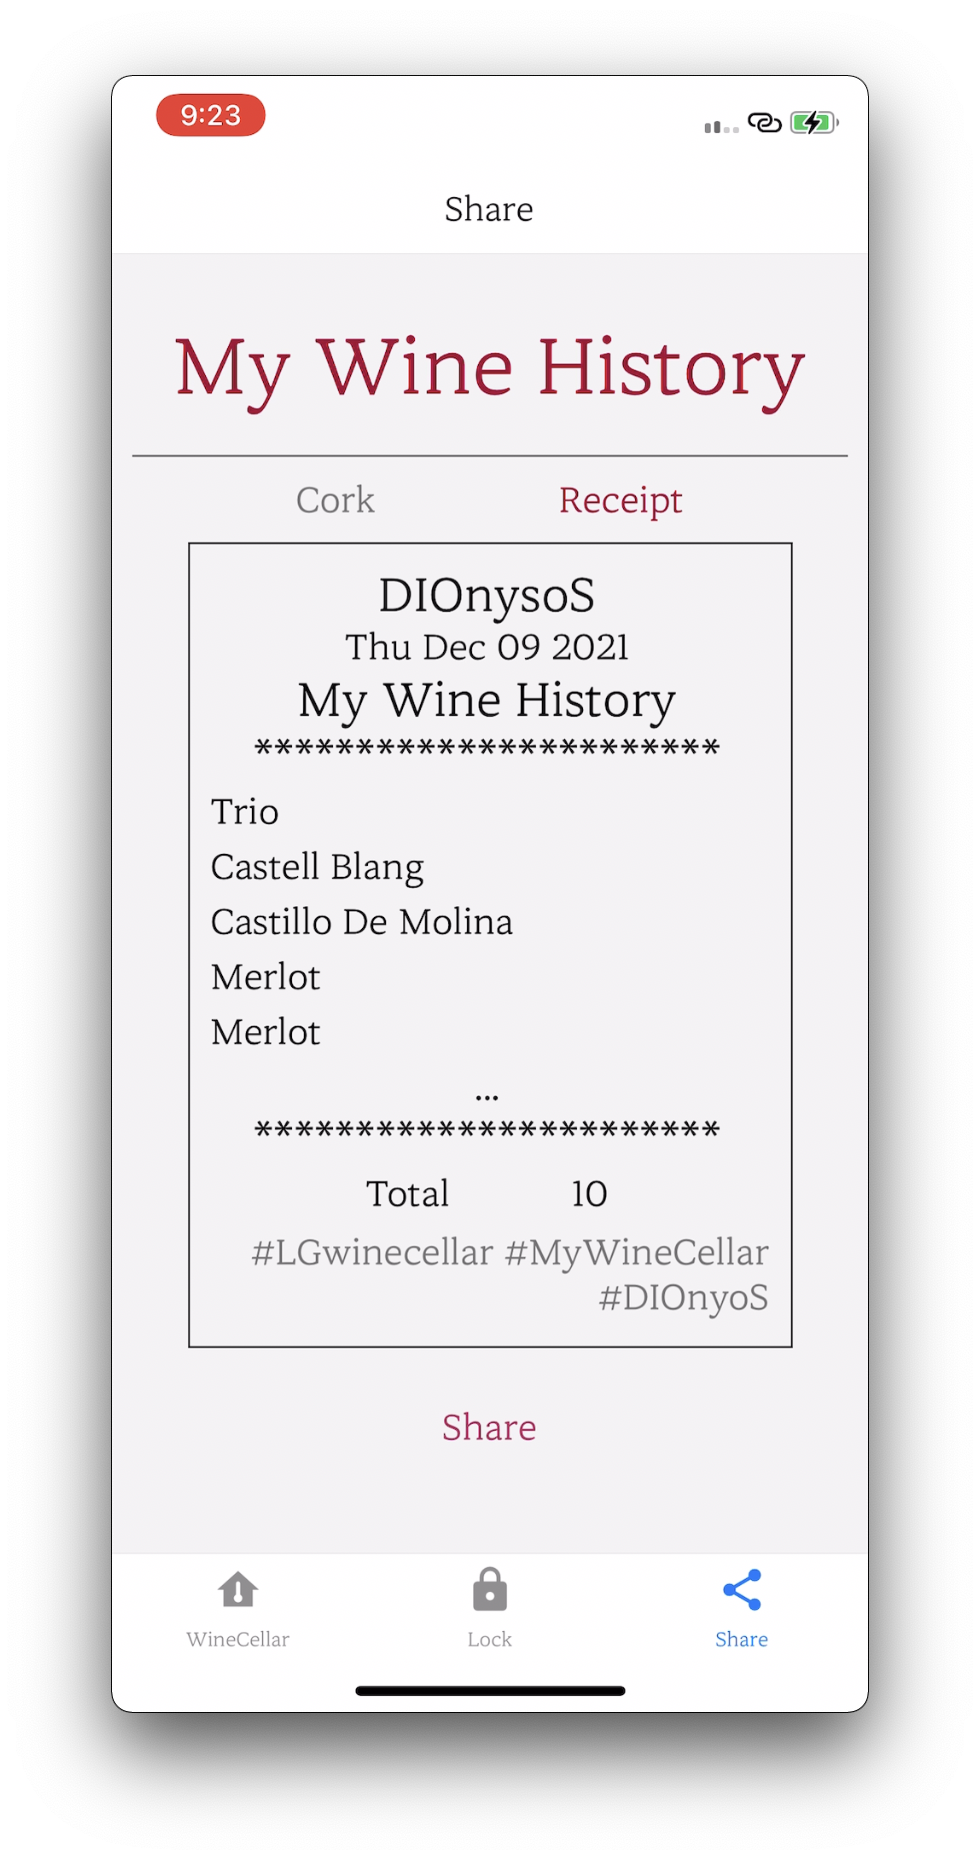 9:23
Share
My Wine History
Cork Receipt
DIOnysoS
Thu Dec 09 2021
My Wine History
***********************
Trio
Castell Blang
Castillo De Molina
Merlot
Merlot
...
***********************
Total 10
#LGwinecellar #MyWineCellar
#DIOnyoS
Share
WineCellar Lock Share